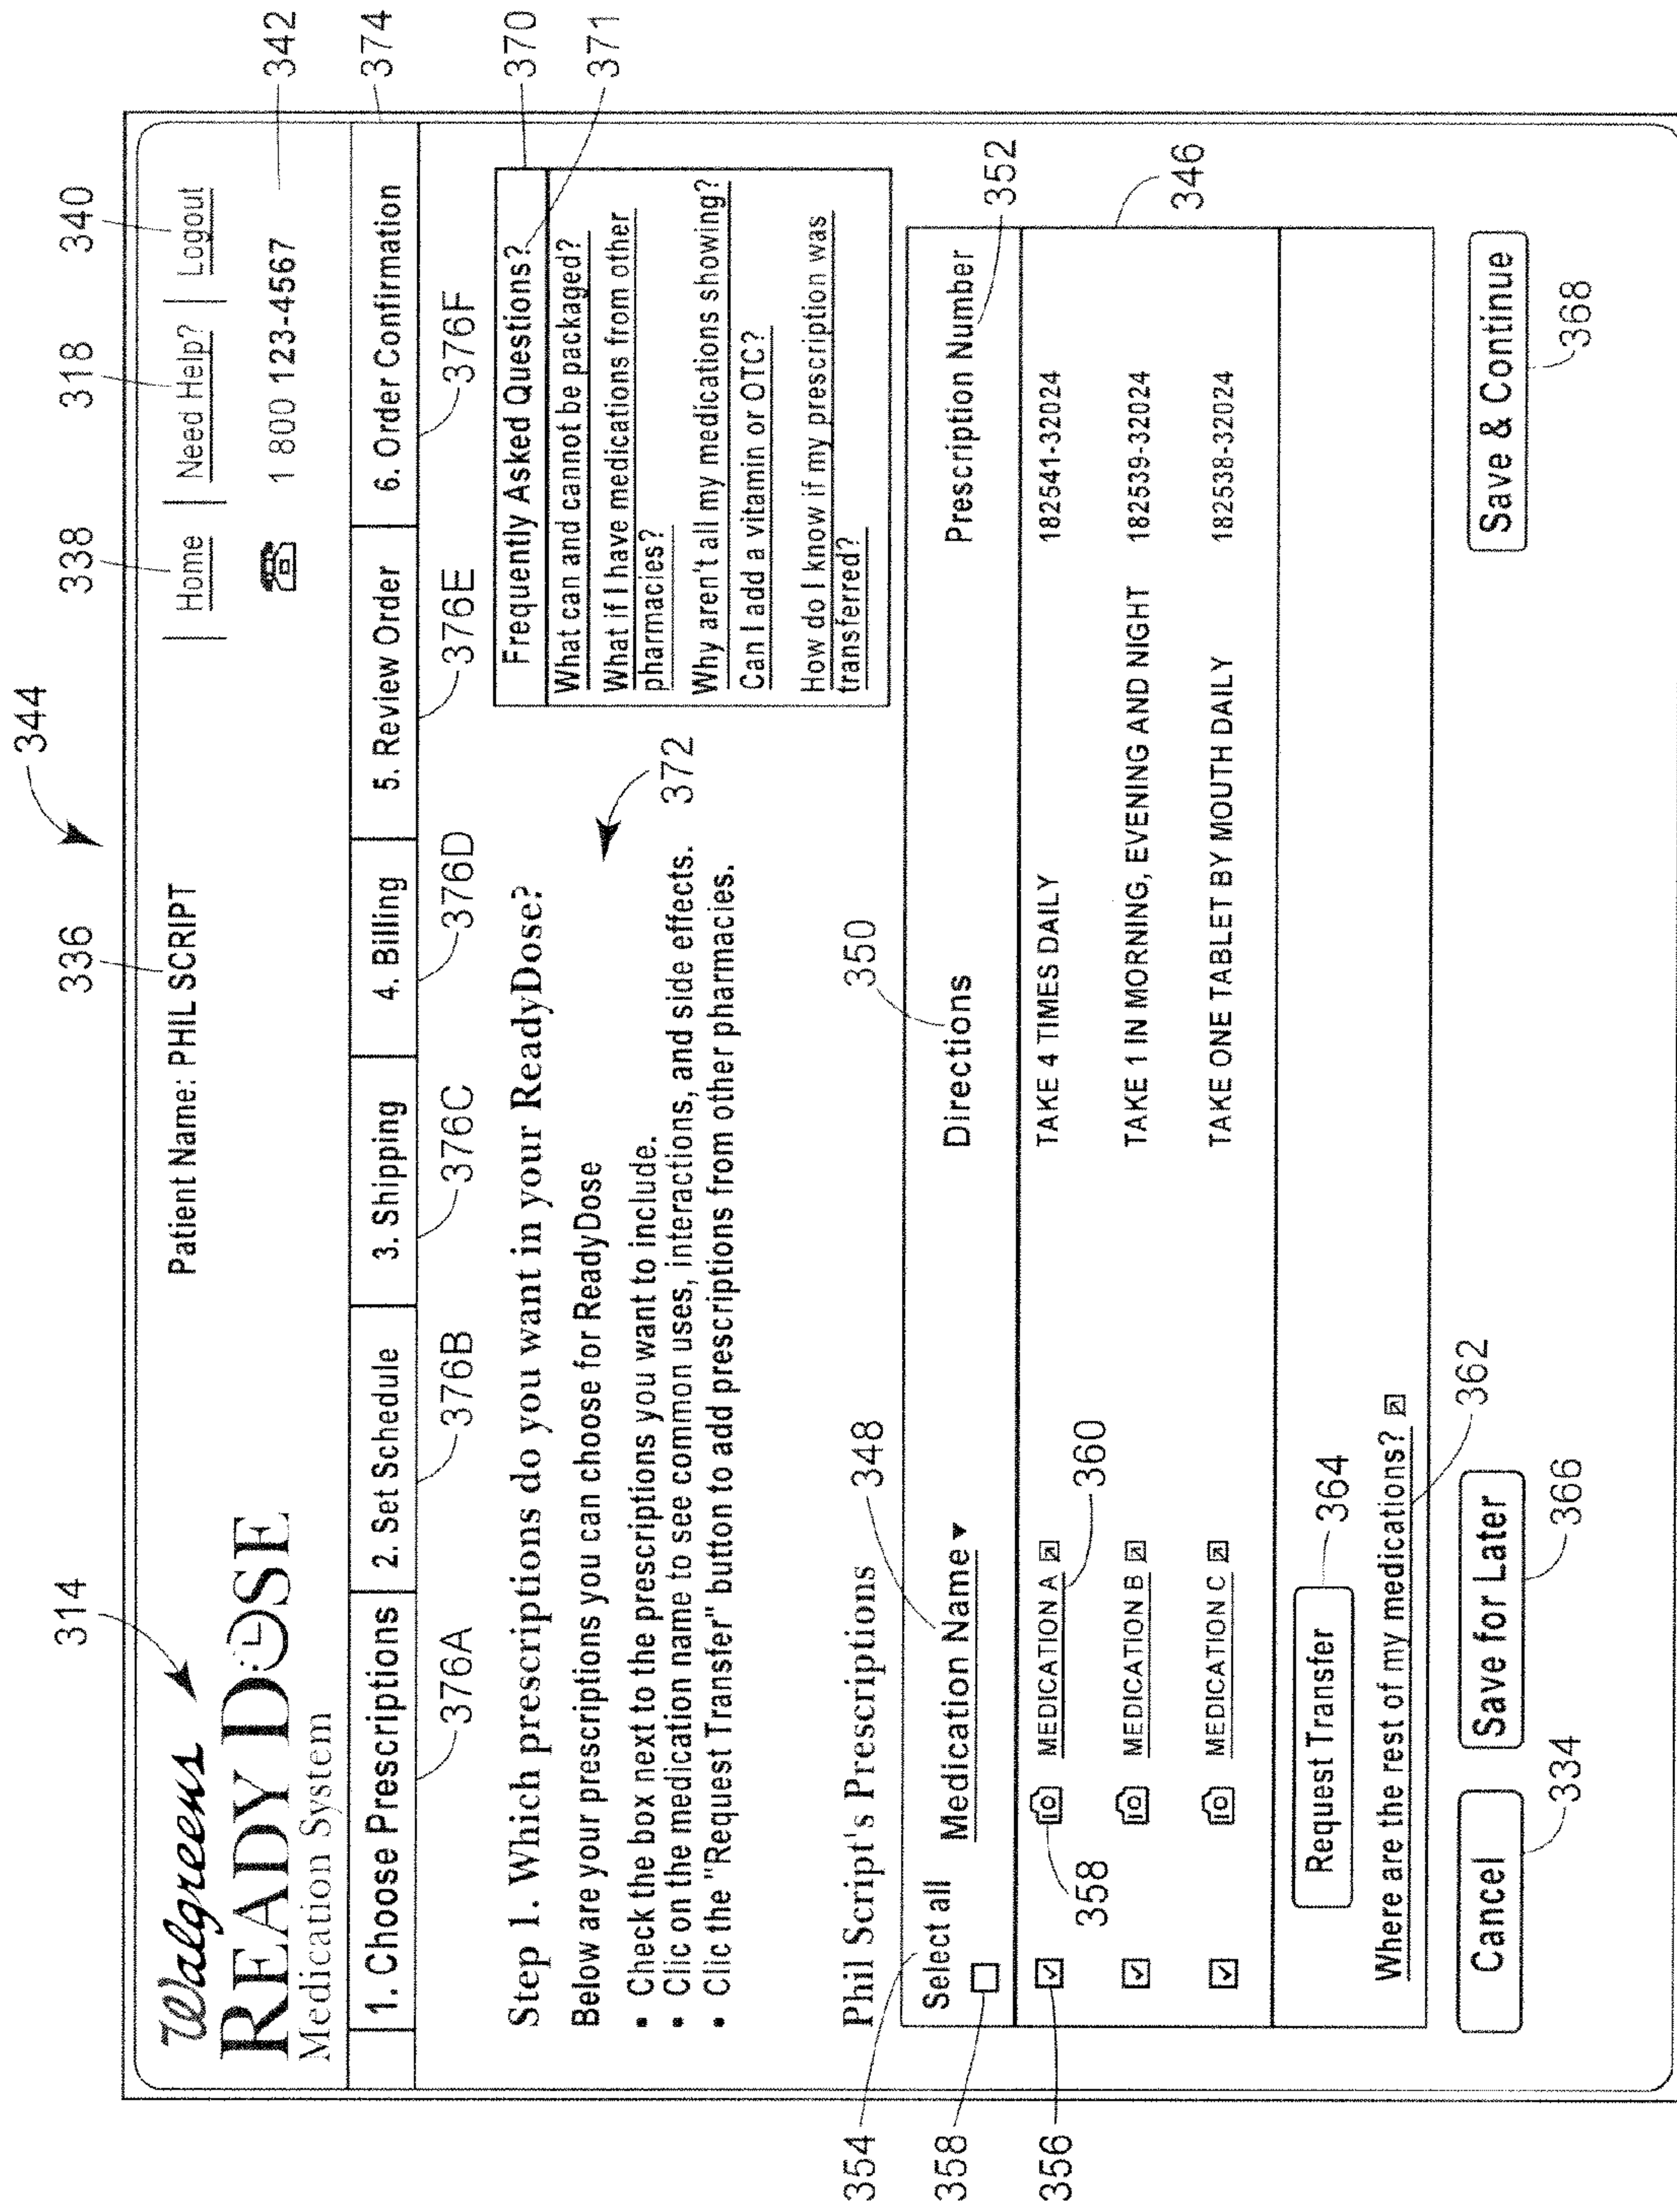 344
314
336
338
318
340
Walgreens
READY DOSE
Medication System
Patient Name: PHIL SCRIPT
Home | Need Help? | Logout
1 800 123-4567
342
374
1. Choose Prescriptions
2. Set Schedule
3. Shipping
4. Billing
5. Review Order
6. Order Confirmation
376A
376B
376C
376D
376E
376F
Step 1. Which prescriptions do you want in your ReadyDose?
Below are your prescriptions you can choose for ReadyDose
• Check the box next to the prescriptions you want to include.
• Clic on the medication name to see common uses, interactions, and side effects.
• Clic the "Request Transfer" button to add prescriptions from other pharmacies.
372
Frequently Asked Questions?
What can and cannot be packaged?
What if I have medications from other
pharmacies?
Why aren't all my medications showing?
Can I add a vitamin or OTC?
How do I know if my prescription was
transferred?
370
371
Phil Script's Prescriptions
348
350
352
354
Select all
Medication Name
Directions
Prescription Number
358
356
MEDICATION A
TAKE 4 TIMES DAILY
182541-32024
358
360
346
MEDICATION B
TAKE 1 IN MORNING, EVENING AND NIGHT
182539-32024
MEDICATION C
TAKE ONE TABLET BY MOUTH DAILY
182538-32024
Request Transfer
364
Where are the rest of my medications?
362
Cancel
Save for Later
Save & Continue
334
366
368